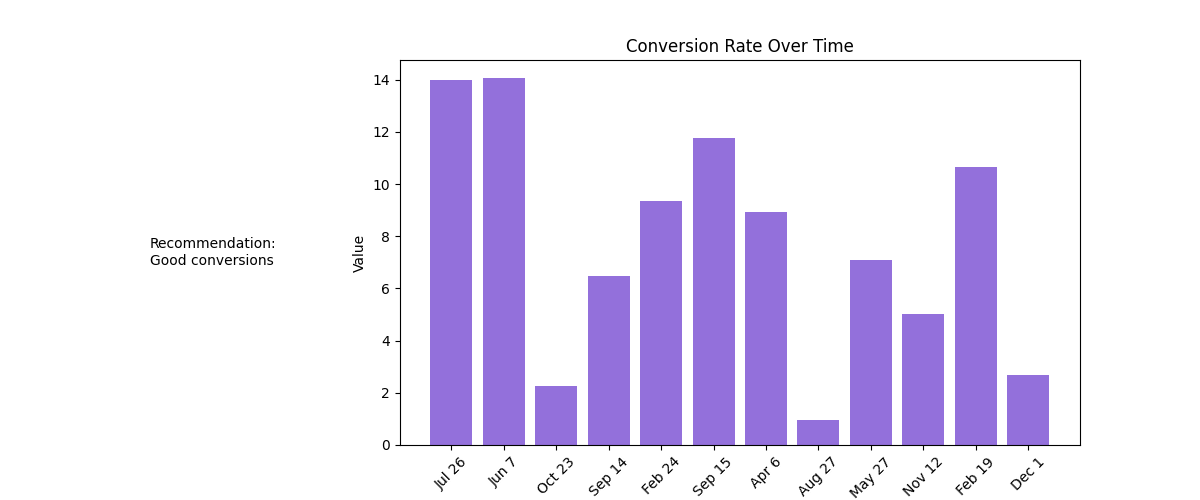 Conversion Rate Over Time
Recommendation:
Good conversions
Value
14
12
10
8
6
4
2
0
Jul 26
Jun 7
Oct 23
Sep 14
Feb 24
Sep 15
Apr 6
Aug 27
May 27
Nov 12
Feb 19
Dec 1